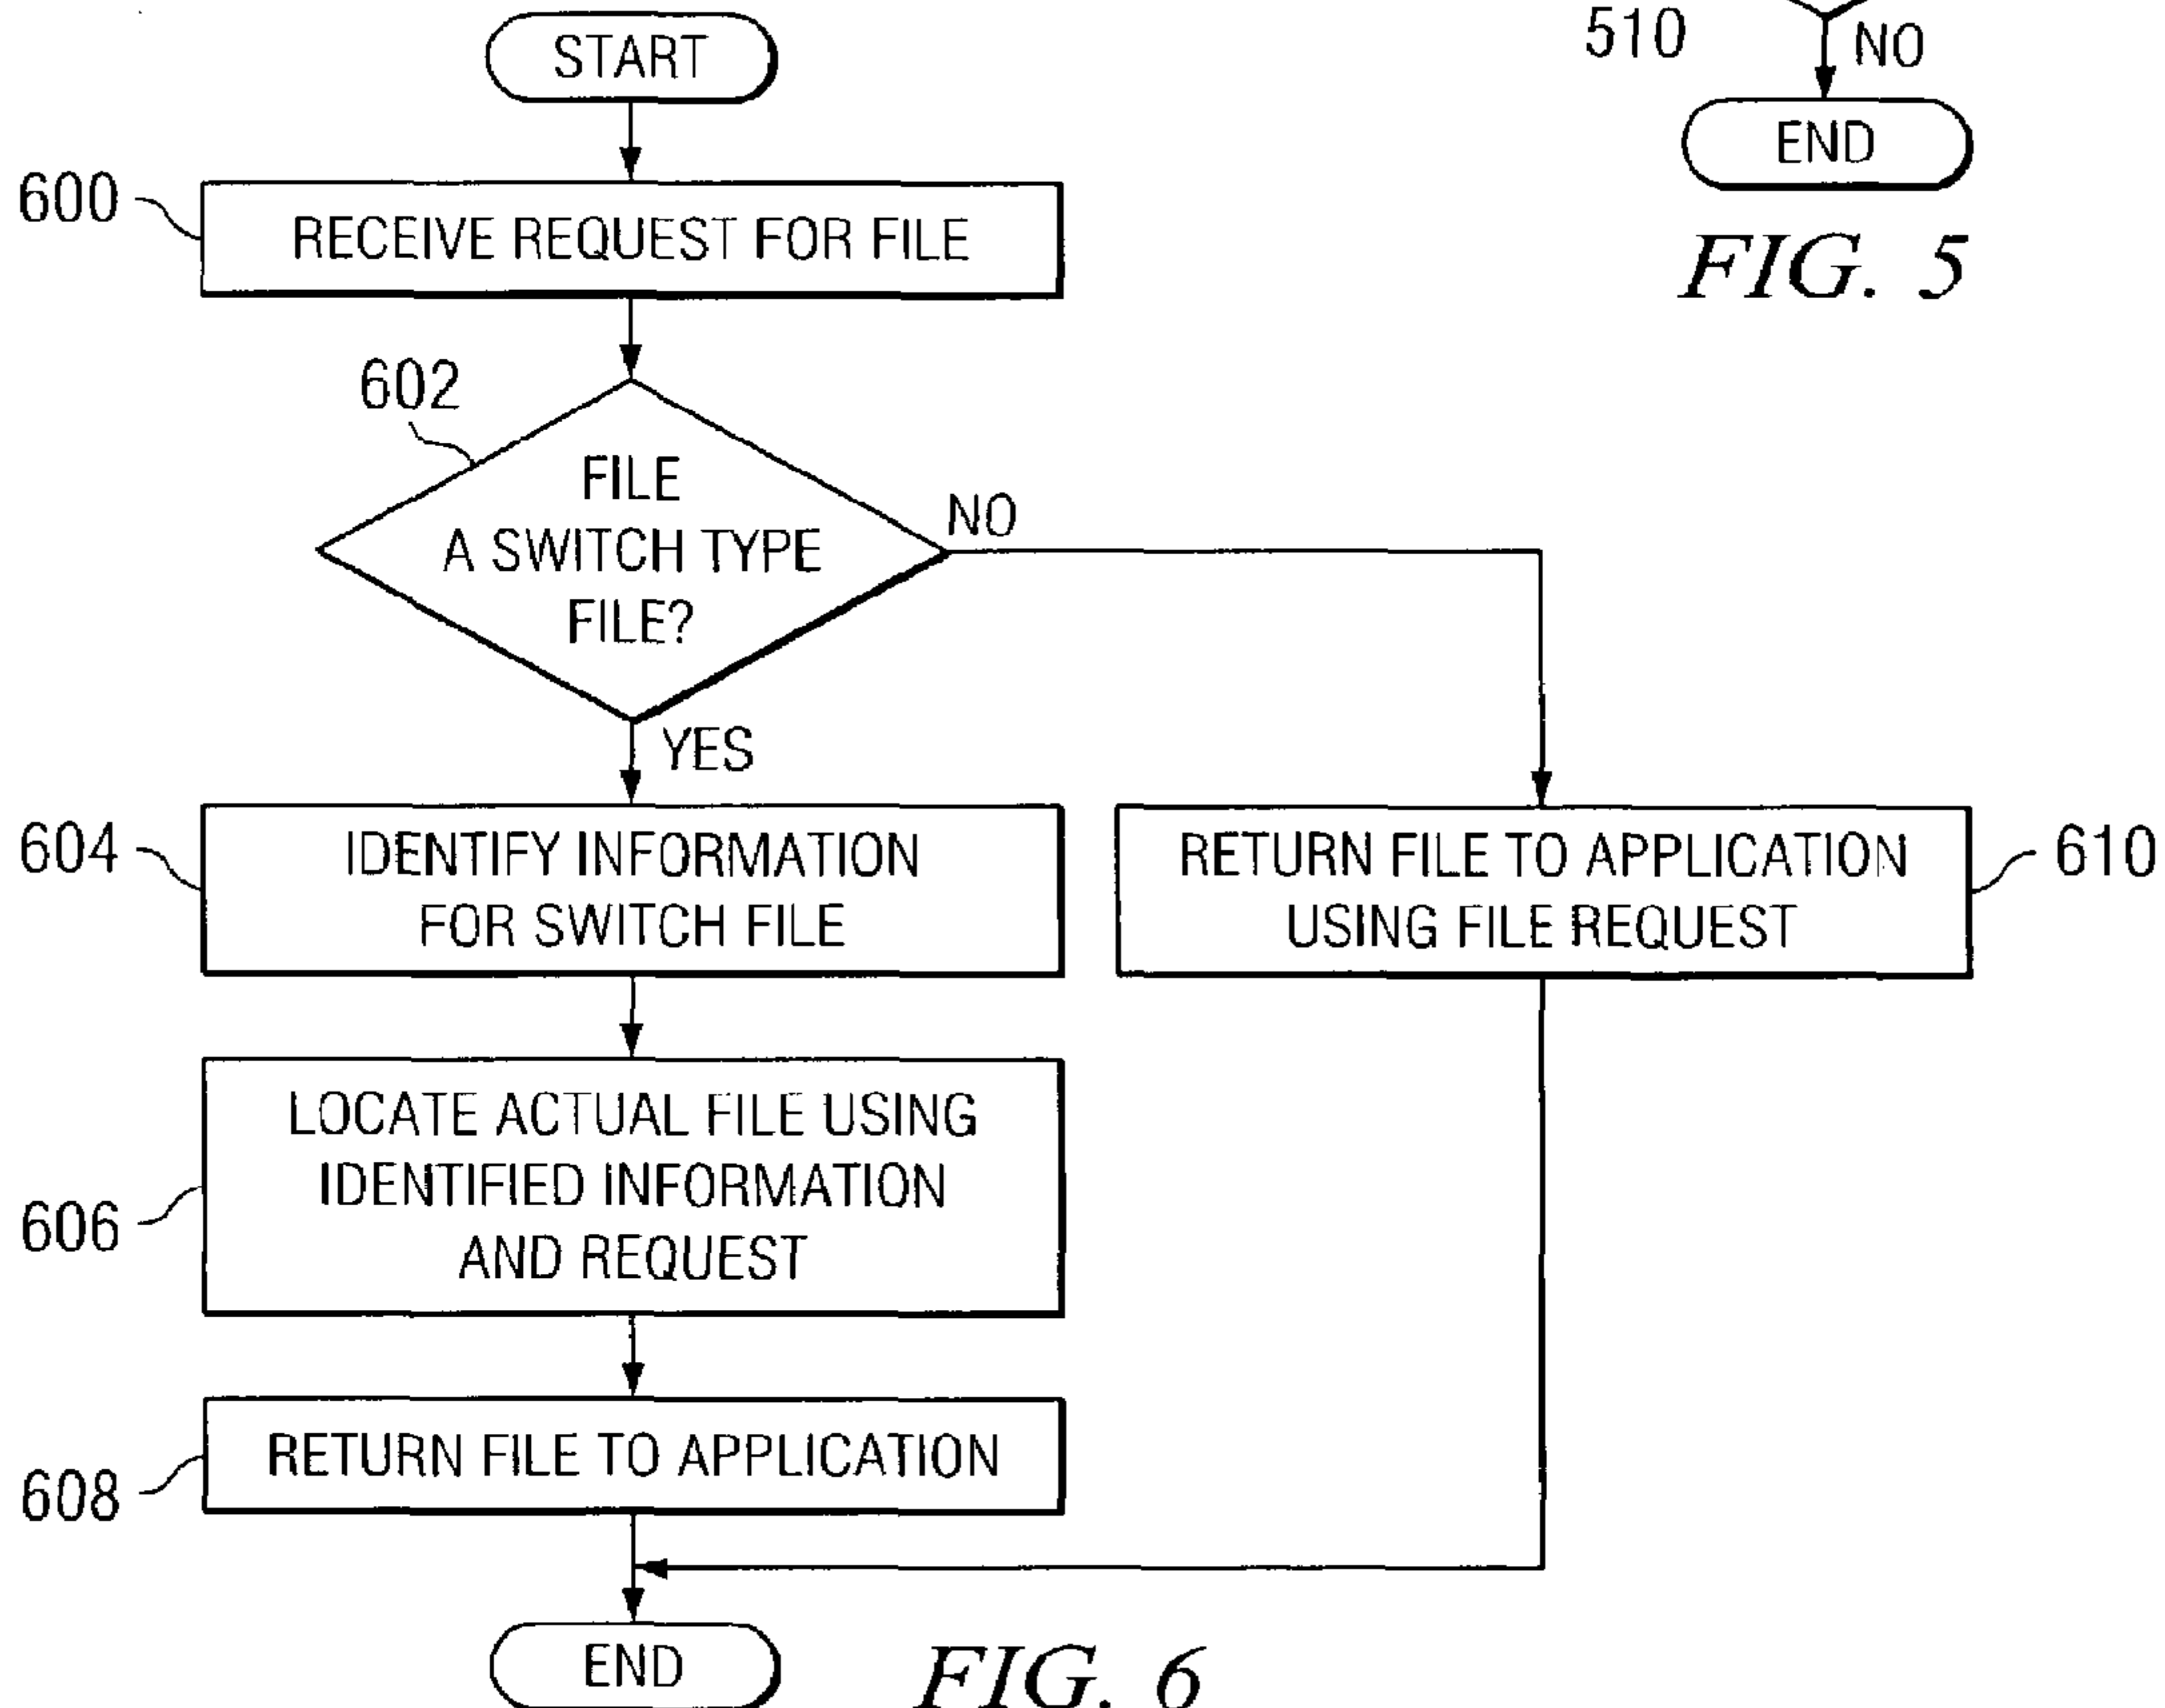 510
NO
END
FIG. 5
START
600
RECEIVE REQUEST FOR FILE
602
FILE
A SWITCH TYPE
FILE?
NO
YES
604
IDENTIFY INFORMATION
FOR SWITCH FILE
RETURN FILE TO APPLICATION
USING FILE REQUEST
610
606
LOCATE ACTUAL FILE USING
IDENTIFIED INFORMATION
AND REQUEST
608
RETURN FILE TO APPLICATION
END
FIG. 6